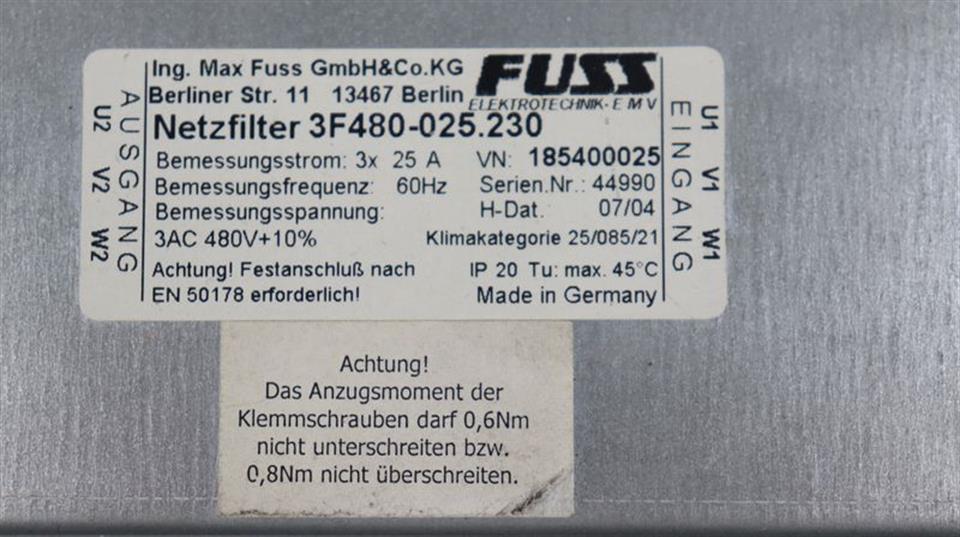 Ing. Max Fuss GmbH&Co.KG
Berliner Str. 11 13467 Berlin
FUSS
ELEKTROTECHNIK-EMV
Netzfilter 3F480-025.230
Bemessungsstrom: 3x 25 A
VN: 185400025
Bemessungsfrequenz: 60Hz
Serien.Nr.: 44990
Bemessungsspannung:
H-Dat. 07/04
3AC 480V+10%
Klimakategorie 25/085/21
Achtung! Festanschluß nach
IP 20 Tu: max. 45°C
EN 50178 erforderlich!
Made in Germany
AUSGANG
U2 V2 W2
EINGANG
U1 V1 W1
Achtung!
Das Anzugsmoment der
Klemmschrauben darf 0,6Nm
nicht unterschreiten bzw.
0,8Nm nicht überschreiten.